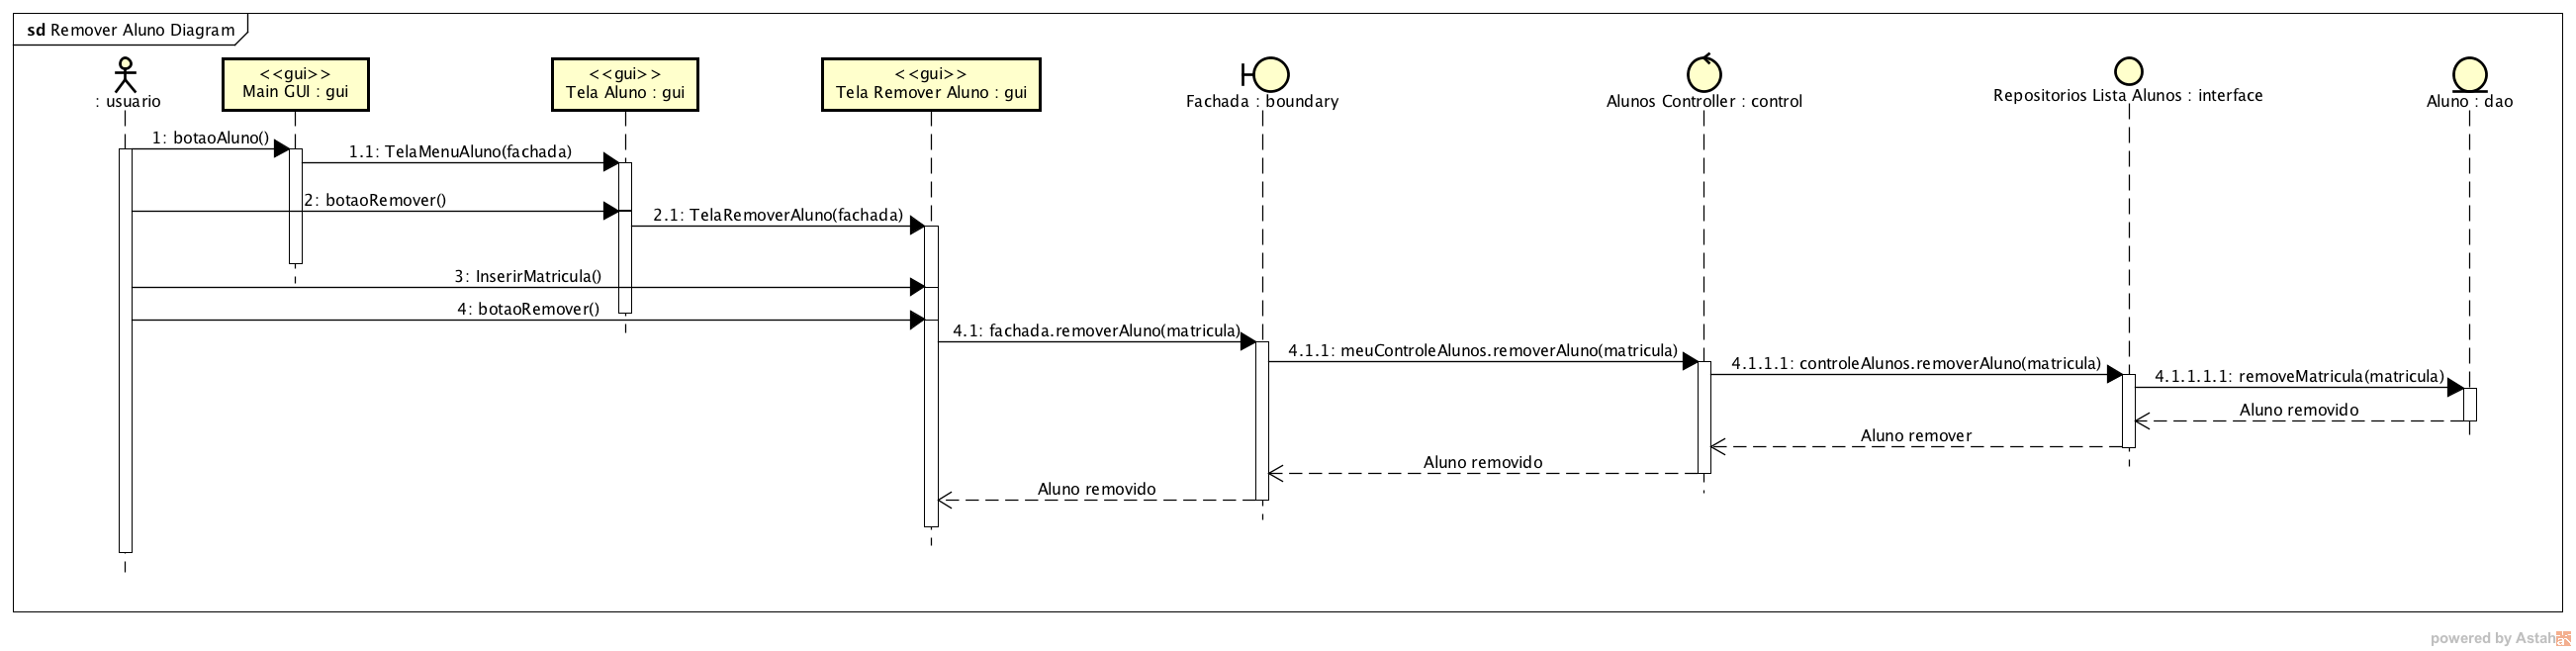 sd Remover Aluno Diagram
: usuario
<<gui>>
Main GUI : gui
<<gui>>
Tela Aluno : gui
<<gui>>
Tela Remover Aluno : gui
Fachada : boundary
Alunos Controller : control
Repositorios Lista Alunos : interface
Aluno : dao
1: botaoAluno()
1.1: TelaMenuAluno(fachada)
2: botaoRemover()
2.1: TelaRemoverAluno(fachada)
3: InserirMatricula()
4: botaoRemover()
4.1: fachada.removerAluno(matricula)
4.1.1: meuControleAlunos.removerAluno(matricula)
4.1.1.1: controleAlunos.removerAluno(matricula)
4.1.1.1.1: removeMatricula(matricula)
Aluno removido
Aluno remover
Aluno removido
Aluno removido
powered by Astah